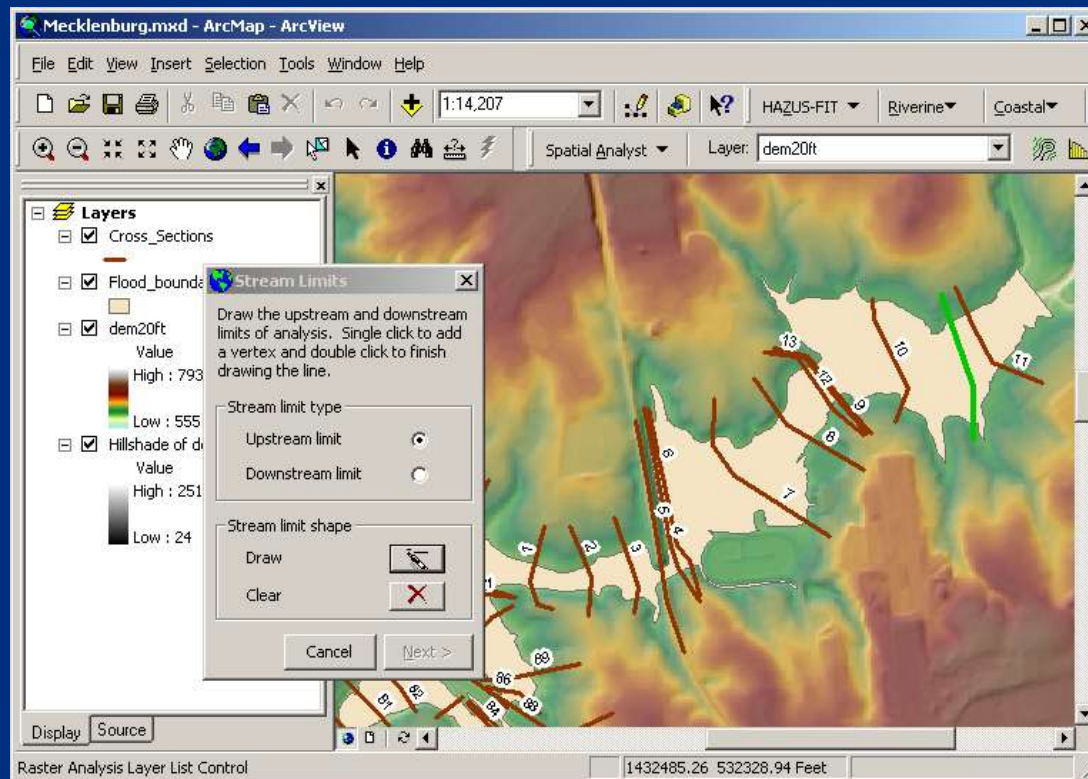 Mecklenburg.mxd - ArcMap - ArcView
File Edit View Insert Selection Tools Window Help
1:14,207
HAZUS-FIT
Riverine
Coastal
Spatial Analyst
Layer:
dem20ft
Layers
Cross_Sections
Flood_bounda
dem20ft
Value
High : 793
Low : 555
Hillshade of de
Value
High : 251
Low : 24
Display
Source
Stream Limits
Draw the upstream and downstream
limits of analysis. Single click to add
a vertex and double click to finish
drawing the line.
Stream limit type
Upstream limit
Downstream limit
Stream limit shape
Draw
Clear
Cancel
Next >
13
12
9
10
11
8
7
6
5
4
1
2
3
81
82
84
86
Raster Analysis Layer List Control
1432485.26 532328.94 Feet